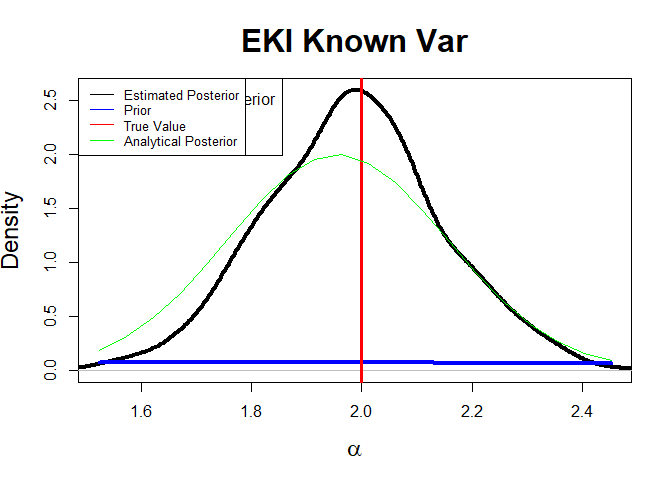 EKI Known Var
Estimated Posterior
erior
Prior
True Value
Analytical Posterior
Density
0.0
0.5
1.0
1.5
2.0
2.5
1.6
1.8
2.0
2.2
2.4
α